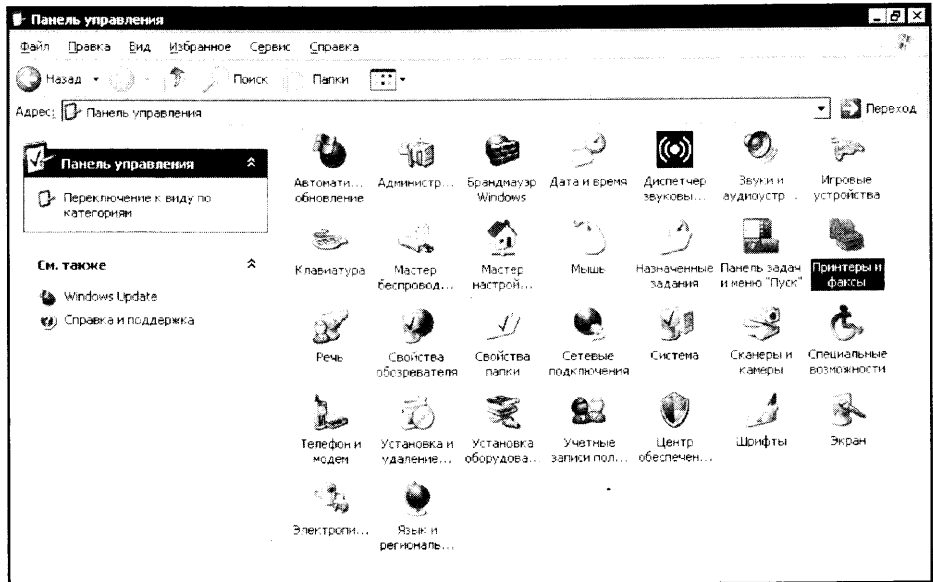 Панель управления
Файл Правка Вид Избранное Сервис Справка
Назад Поиск Папки
Адрес: Панель управления Переход
Панель управления
Переключение к виду по
категориям
См. также
Windows Update
Справка и поддержка
Автомати... Администр... Брандмауэр Дата и время Диспетчер Звуки и Игровые
обновление Windows звуковы... аудиоустр... устройства
Клавиатура Мастер Мастер Мышь Назначенные Панель задач Принтеры и
беспровод... настрой... задания и меню "Пуск" факсы
Речь Свойства Свойства Сетевые Система Сканеры и Специальные
обозревателя папки подключения камеры возможности
Телефон и Установка и Установка Учетные Центр Шрифты Экран
модем удаление... оборудова... записи пол... обеспечен...
Электропи... Язык и
региональ...